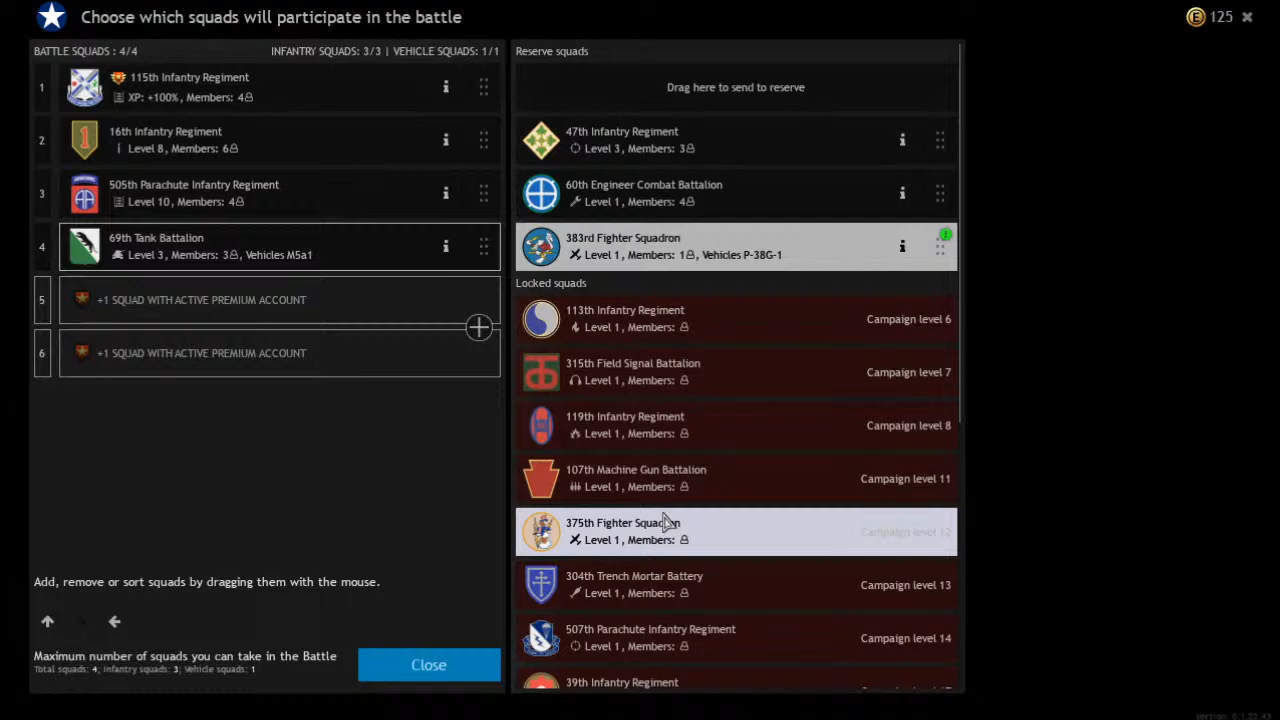 Choose which squads will participate in the battle
125
BATTLE SQUADS : 4/4
INFANTRY SQUADS: 3/3 | VEHICLE SQUADS: 1/1
1
115th Infantry Regiment
XP: +100%, Members: 4
2
16th Infantry Regiment
Level 8, Members: 6
3
505th Parachute Infantry Regiment
Level 10, Members: 4
4
69th Tank Battalion
Level 3, Members: 3, Vehicles M5a1
5
+1 SQUAD WITH ACTIVE PREMIUM ACCOUNT
6
+1 SQUAD WITH ACTIVE PREMIUM ACCOUNT
Add, remove or sort squads by dragging them with the mouse.
Maximum number of squads you can take in the Battle
Total squads: 4; Infantry squads: 3; Vehicle squads: 1
Close
Reserve squads
Drag here to send to reserve
47th Infantry Regiment
Level 3, Members: 3
60th Engineer Combat Battalion
Level 1, Members: 4
383rd Fighter Squadron
Level 1, Members: 1, Vehicles P-38G-1
Locked squads
113th Infantry Regiment
Level 1, Members:
Campaign level 6
315th Field Signal Battalion
Level 1, Members:
Campaign level 7
119th Infantry Regiment
Level 1, Members:
Campaign level 8
107th Machine Gun Battalion
Level 1, Members:
Campaign level 11
375th Fighter Squadron
Level 1, Members:
Campaign level 12
304th Trench Mortar Battery
Level 1, Members:
Campaign level 13
507th Parachute Infantry Regiment
Level 1, Members:
Campaign level 14
39th Infantry Regiment